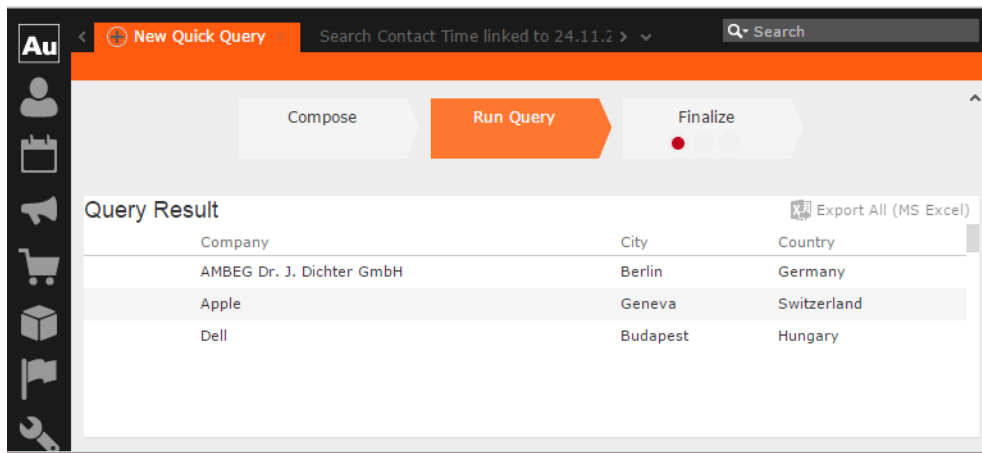 Au
New Quick Query
Search Contact Time linked to 24.11.2
Search
Compose
Run Query
Finalize
Query Result
Export All (MS Excel)
Company City Country
AMBEG Dr. J. Dichter GmbH Berlin Germany
Apple Geneva Switzerland
Dell Budapest Hungary